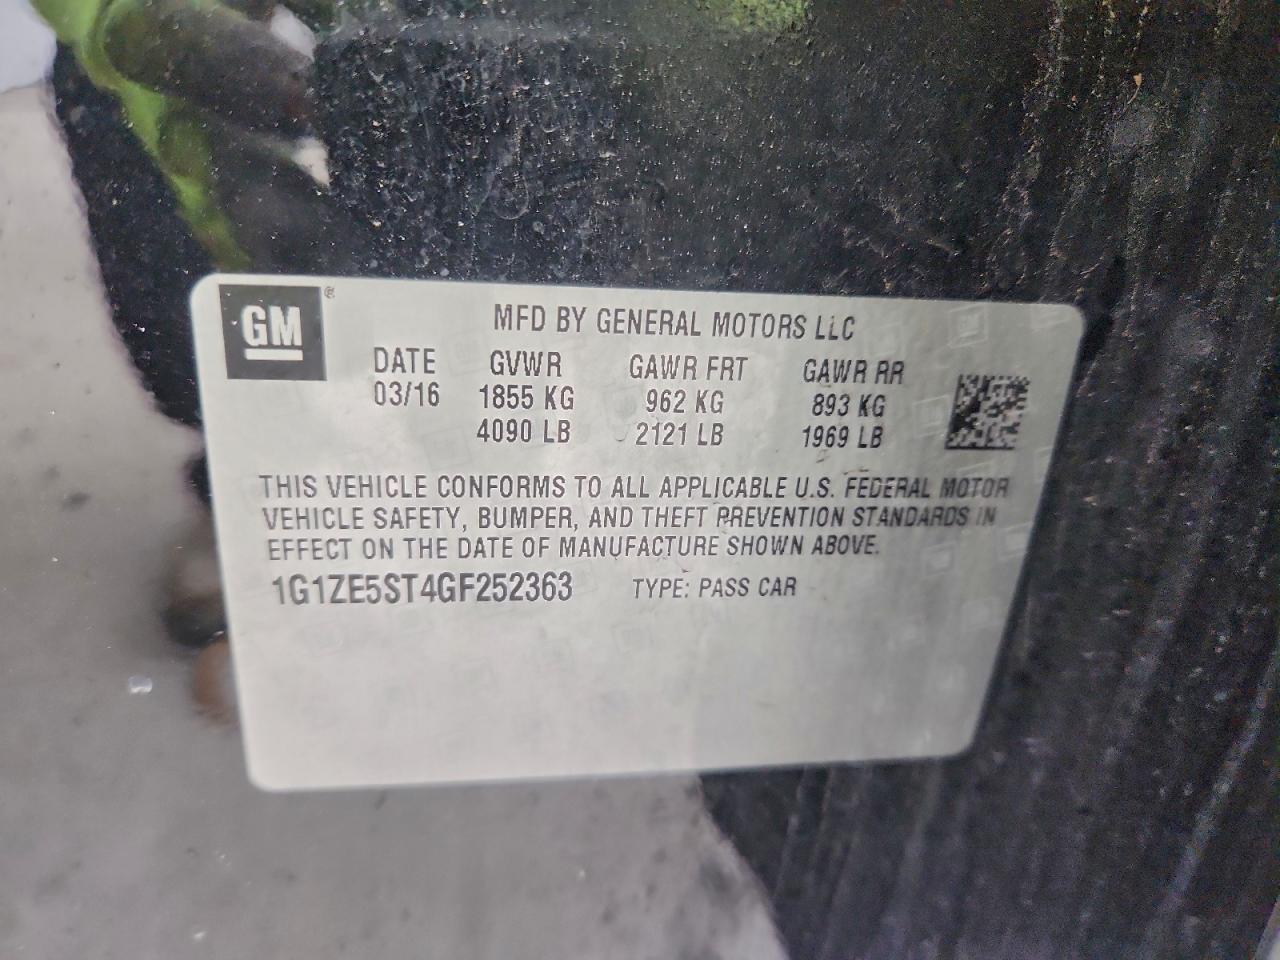 GM®
MFD BY GENERAL MOTORS LLC
DATE GVWR GAWR FRT GAWR RR
03/16 1855 KG 962 KG 893 KG
4090 LB 2121 LB 1969 LB
THIS VEHICLE CONFORMS TO ALL APPLICABLE U.S. FEDERAL MOTOR
VEHICLE SAFETY, BUMPER, AND THEFT PREVENTION STANDARDS IN
EFFECT ON THE DATE OF MANUFACTURE SHOWN ABOVE.
1G1ZE5ST4GF252363 TYPE: PASS CAR